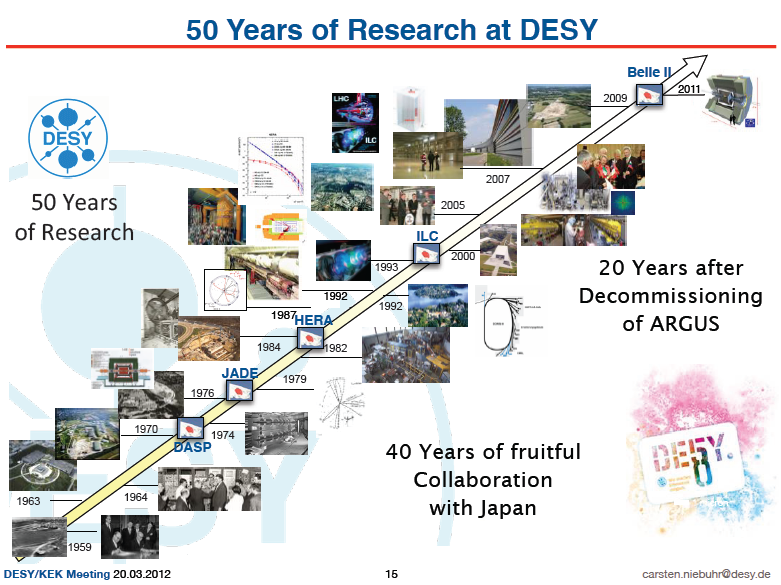 50 Years of Research at DESY
Belle II
2011
2009
LHC
ILC
DESY
HERA
2007
50 Years
of Research
2005
ILC
2000
1993
20 Years after
Decommissioning
of ARGUS
1992
1992
1987
HERA
1984
1982
JADE
1979
1976
1970
1974
DASP
40 Years of fruitful
Collaboration
with Japan
DESY.
1963
1964
1959
DESY/KEK Meeting 20.03.2012
15
carsten.niebuhr@desy.de